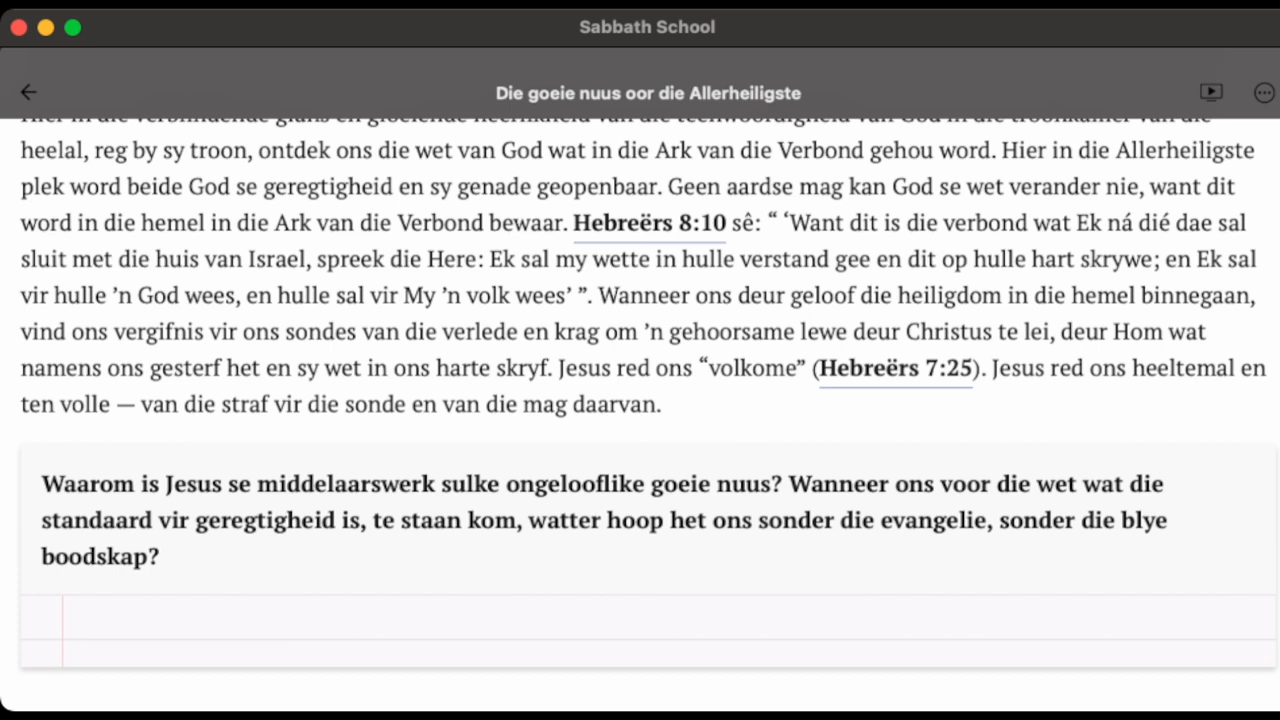 Sabbath School
Die goeie nuus oor die Allerheiligste
heelal, reg by sy troon, ontdek ons die wet van God wat in die Ark van die Verbond gehou word. Hier in die Allerheiligste
plek word beide God se geregtigheid en sy genade geopenbaar. Geen aardse mag kan God se wet verander nie, want dit
word in die hemel in die Ark van die Verbond bewaar. Hebreërs 8:10 sê: “ ‘Want dit is die verbond wat Ek ná dié dae sal
sluit met die huis van Israel, spreek die Here: Ek sal my wette in hulle verstand gee en dit op hulle hart skrywe; en Ek sal
vir hulle ’n God wees, en hulle sal vir My ’n volk wees’ ”. Wanneer ons deur geloof die heiligdom in die hemel binnegaan,
vind ons vergifnis vir ons sondes van die verlede en krag om ’n gehoorsame lewe deur Christus te lei, deur Hom wat
namens ons gesterf het en sy wet in ons harte skryf. Jesus red ons “volkome” (Hebreërs 7:25). Jesus red ons heeltemal en
ten volle — van die straf vir die sonde en van die mag daarvan.
Waarom is Jesus se middelaarswerk sulke ongelooflike goeie nuus? Wanneer ons voor die wet wat die
standaard vir geregtigheid is, te staan kom, watter hoop het ons sonder die evangelie, sonder die blye
boodskap?